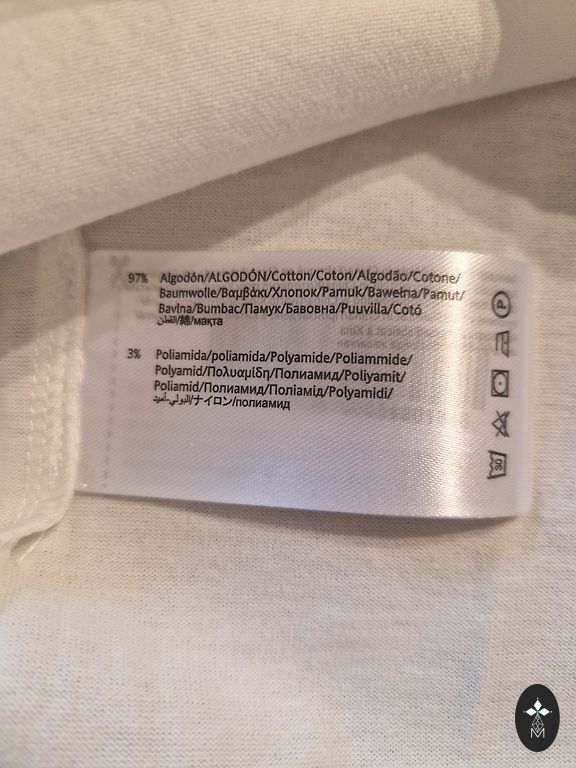 97% Algodón/ALGODÓN/Cotton/Coton/Algodão/Cotone/
Baumwolle/Βαμβάκι/Хлопок/Pamuk/Bawełna/Pamut/
Bavlna/Bumbac/Памук/Бавовна/Puuvilla/Cotó
القطن/綿/мақта
3% Poliamida/poliamida/Polyamide/Poliammide/
Polyamid/Πολυαμίδη/Полиамид/Poliyamit/
Poliamid/Полиамид/Поліамід/Polyamidi/
البولي-أميد/ナイロン/полиамид
P
30
M